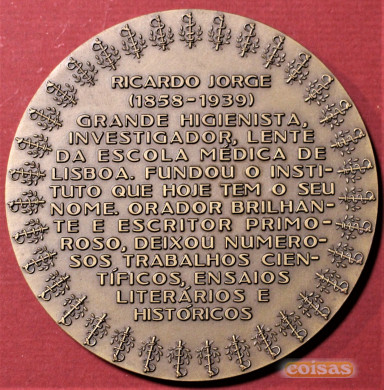 RICARDO JORGE
(1858-1939)
GRANDE HIGIENISTA,
INVESTIGADOR, LENTE
DA ESCOLA MÉDICA DE
LISBOA. FUNDOU O INSTI-
TUTO QUE HOJE TEM O SEU
NOME. ORADOR BRILHAN-
TE E ESCRITOR PRIMO-
ROSO, DEIXOU NUMERO-
SOS TRABALHOS CIEN-
TÍFICOS, ENSAIOS
LITERÁRIOS E
HISTÓRICOS
coisas